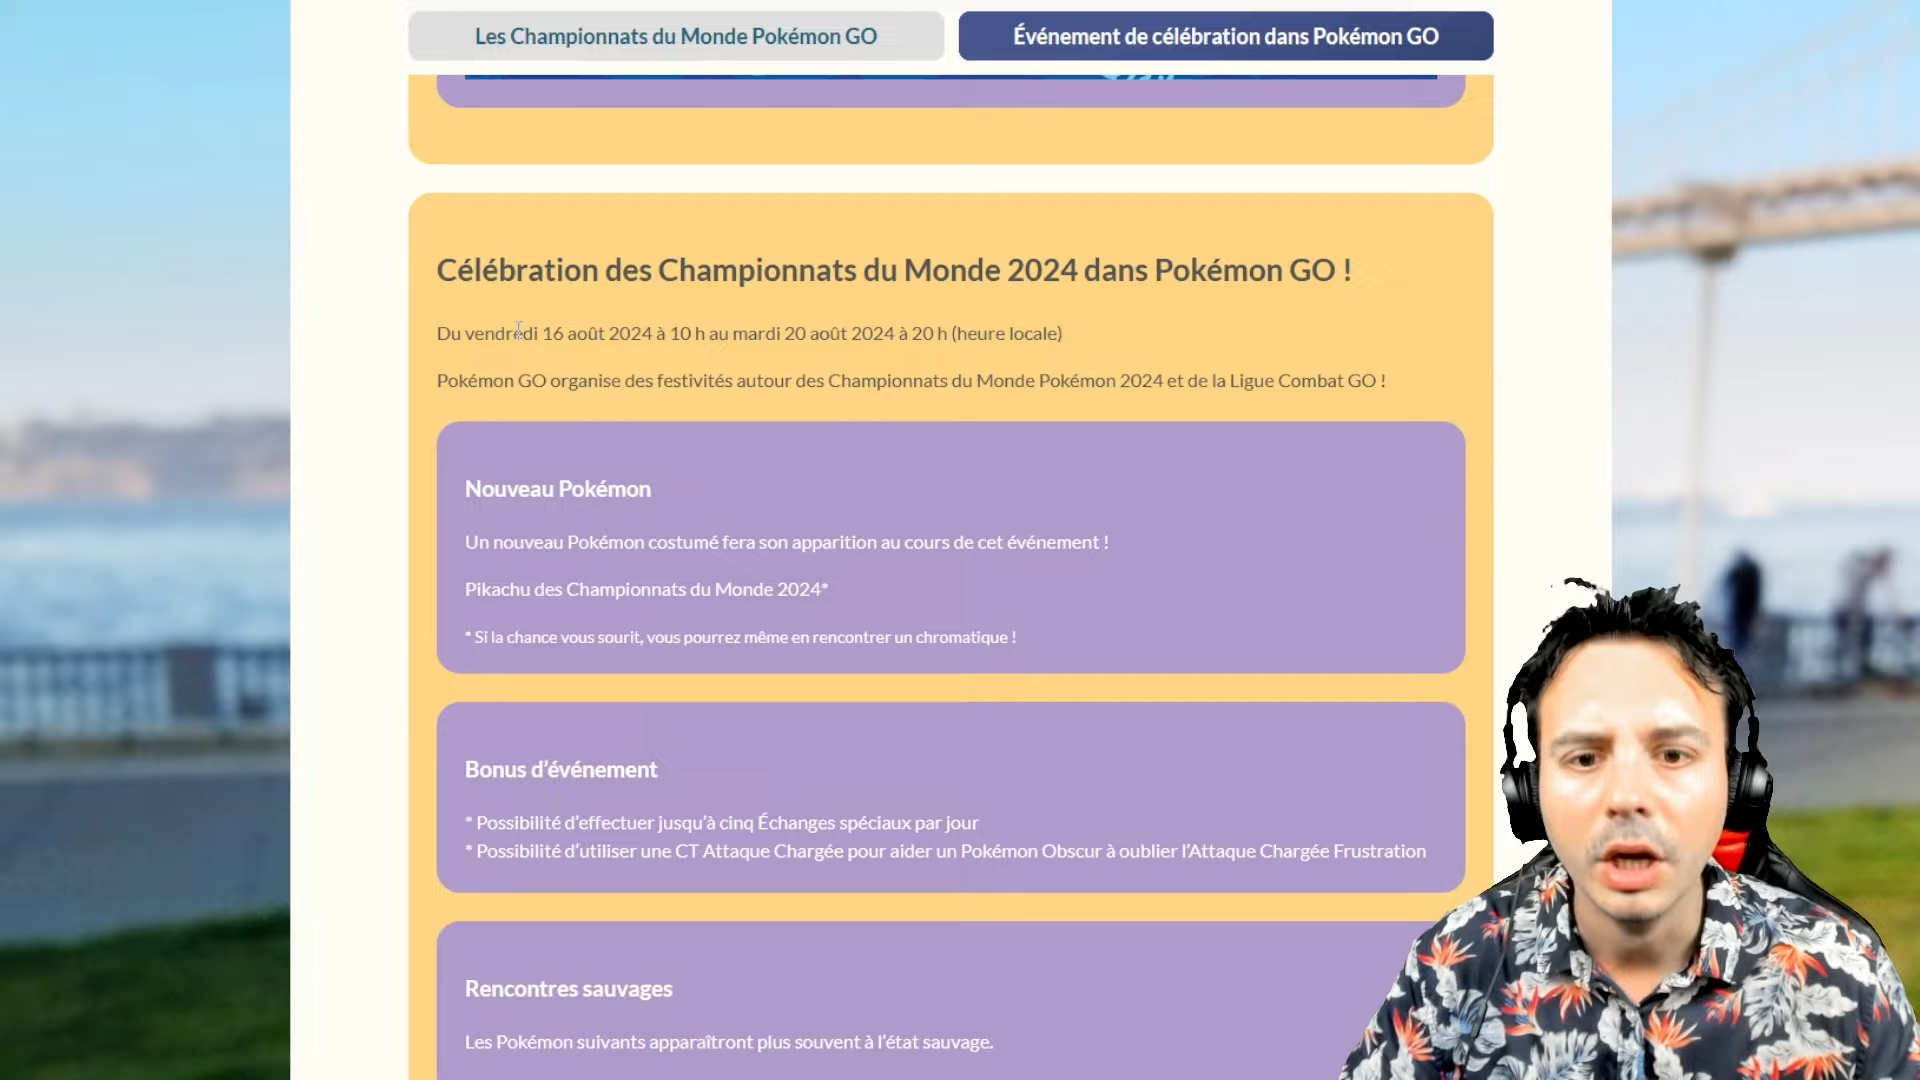 Les Championnats du Monde Pokémon GO
Événement de célébration dans Pokémon GO
Célébration des Championnats du Monde 2024 dans Pokémon GO !
Du vendredi 16 août 2024 à 10 h au mardi 20 août 2024 à 20 h (heure locale)
Pokémon GO organise des festivités autour des Championnats du Monde Pokémon 2024 et de la Ligue Combat GO !
Nouveau Pokémon
Un nouveau Pokémon costumé fera son apparition au cours de cet événement !
Pikachu des Championnats du Monde 2024*
* Si la chance vous sourit, vous pourrez même en rencontrer un chromatique !
Bonus d’événement
* Possibilité d’effectuer jusqu’à cinq Échanges spéciaux par jour
* Possibilité d’utiliser une CT Attaque Chargée pour aider un Pokémon Obscur à oublier l’Attaque Chargée Frustration
Rencontres sauvages
Les Pokémon suivants apparaîtront plus souvent à l’état sauvage.